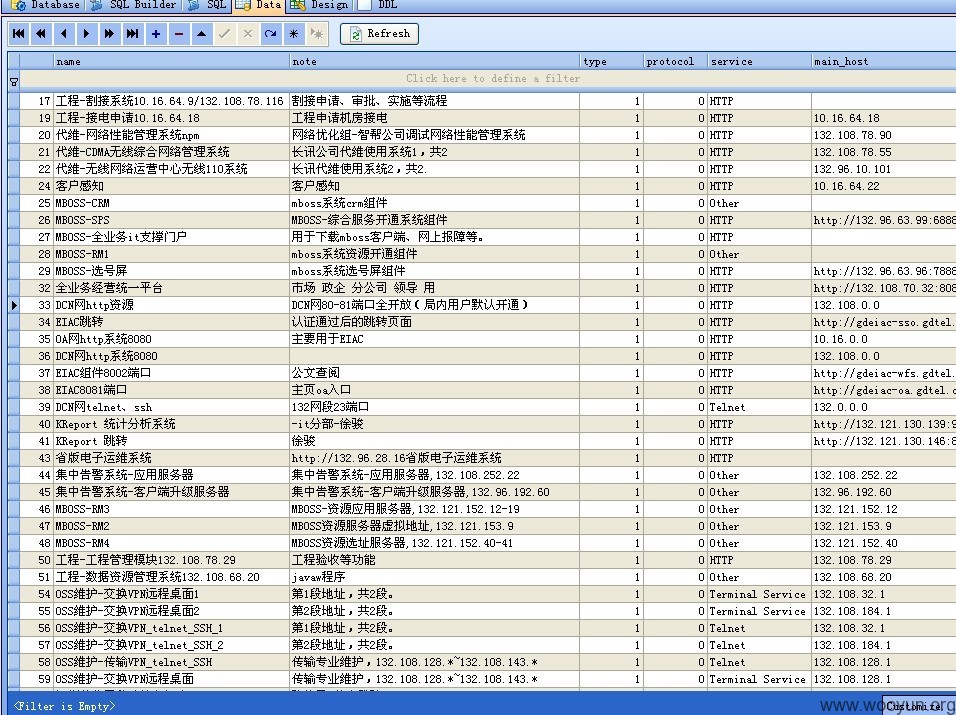 Database SQL Builder SQL Data Design DDL
Refresh
name note type protocol service main_host
Click here to define a filter
17 工程-割接系统10.16.64.9/132.108.78.116 割接申请、审批、实施等流程 1 0 HTTP
19 工程-接电申请10.16.64.18 工程申请机房接电 1 0 HTTP 10.16.64.18
20 代维-网络性能管理系统npm 网络优化组-智帮公司调试网络性能管理系统 1 0 HTTP 132.108.78.90
21 代维-CDMA无线综合网络管理系统 长讯公司代维使用系统1，共2 1 0 HTTP 132.108.78.55
22 代维-无线网络运营中心无线110系统 长讯代维使用系统2，共2. 1 0 HTTP 132.96.10.101
24 客户感知 客户感知 1 0 HTTP 10.16.64.22
25 MBOSS-CRM mboss系统crm组件 1 0 Other
26 MBOSS-SPS MBOSS-综合服务开通系统组件 1 0 HTTP http://132.96.63.99:6888
27 MBOSS-全业务it支撑门户 用于下载mboss客户端、网上报障等。 1 0 HTTP
28 MBOSS-RM1 mboss系统资源开通组件 1 0 Other
29 MBOSS-选号屏 mboss系统选号屏组件 1 0 HTTP http://132.96.63.96:7888
32 全业务经营统一平台 市场 政企 分公司 领导 用 1 0 HTTP http://132.108.70.32:808
33 DCN网http资源 DCN网80-81端口全开放（局内用户默认开通） 1 0 HTTP 132.108.0.0
34 EIAC跳转 认证通过后的跳转页面 1 0 HTTP http://gdeiac-sso.gdtel.
35 OA网http系统8080 主要用于EIAC 1 0 HTTP 10.16.0.0
36 DCN网http系统8080 1 0 HTTP 132.108.0.0
37 EIAC组件8002端口 公文查阅 1 0 HTTP http://gdeiac-wfs.gdtel.
38 EIAC8081端口 主页oa入口 1 0 HTTP http://gdeiac-oa.gdtel.c
39 DCN网telnet、ssh 132网段23端口 1 0 Telnet 132.0.0.0
40 KReport 统计分析系统 -it分部-徐骏 1 0 HTTP http://132.121.130.139:9
41 KReport 跳转 徐骏 1 0 HTTP http://132.121.130.146:8
43 省版电子运维系统 http://132.96.28.16省版电子运维系统 1 0 HTTP
44 集中告警系统-应用服务器 集中告警系统-应用服务器,132.108.252.22 1 0 Other 132.108.252.22
45 集中告警系统-客户端升级服务器 集中告警系统-客户端升级服务器,132.96.192.60 1 0 Other 132.96.192.60
46 MBOSS-RM3 MBOSS-资源应用服务器,132.121.152.12-19 1 0 Other 132.121.152.12
47 MBOSS-RM2 MBOSS资源服务器虚拟地址,132.121.153.9 1 0 Other 132.121.153.9
48 MBOSS-RM4 MBOSS资源选址服务器,132.121.152.40-41 1 0 Other 132.121.152.40
50 工程-工程管理模块132.108.78.29 工程验收等功能 1 0 HTTP 132.108.78.29
51 工程-数据资源管理系统132.108.68.20 javaw程序 1 0 Other 132.108.68.20
54 OSS维护-交换VPN远程桌面1 第1段地址，共2段。 1 0 Terminal Service 132.108.32.1
55 OSS维护-交换VPN远程桌面2 第2段地址，共2段。 1 0 Terminal Service 132.108.184.1
56 OSS维护-交换VPN_telnet_SSH_1 第1段地址，共2段。 1 0 Telnet 132.108.32.1
57 OSS维护-交换VPN_telnet_SSH_2 第2段地址，共2段。 1 0 Telnet 132.108.184.1
58 OSS维护-传输VPN_telnet_SSH 传输专业维护，132.108.128.*~132.108.143.* 1 0 Telnet 132.108.128.1
59 OSS维护-传输VPN远程桌面 传输专业维护，132.108.128.*~132.108.143.* 1 0 Terminal Service 132.108.128.1
<Filter is Empty> Customize.
www.wooyun.org